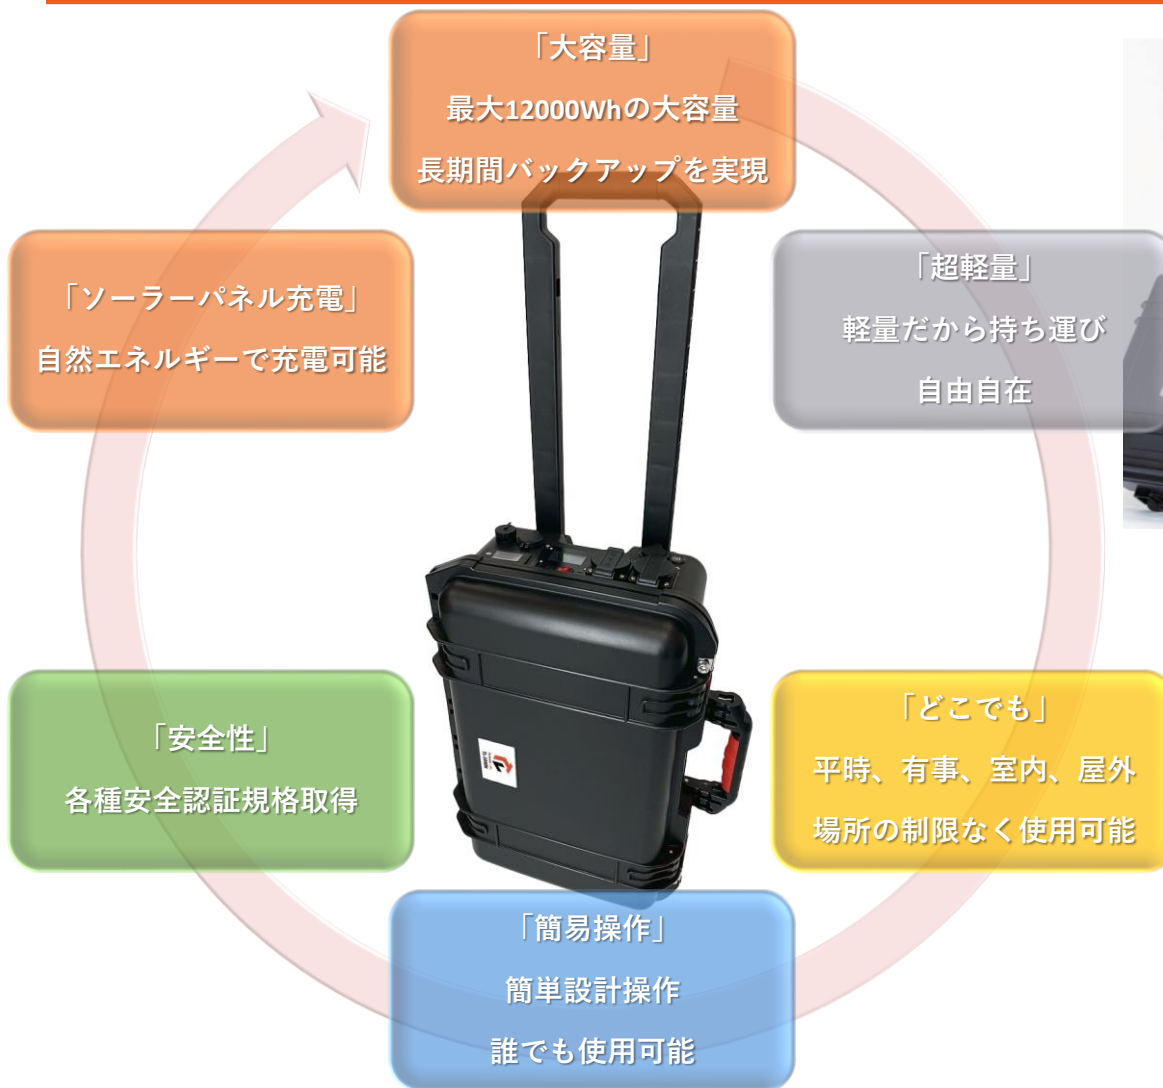 「大容量」
最大12000Whの大容量
長期間バックアップを実現
「超軽量」
軽量だから持ち運び
自由自在
「どこでも」
平時、有事、室内、屋外
場所の制限なく使用可能
「簡易操作」
簡単設計操作
誰でも使用可能
「安全性」
各種安全認証規格取得
「ソーラーパネル充電」
自然エネルギーで充電可能